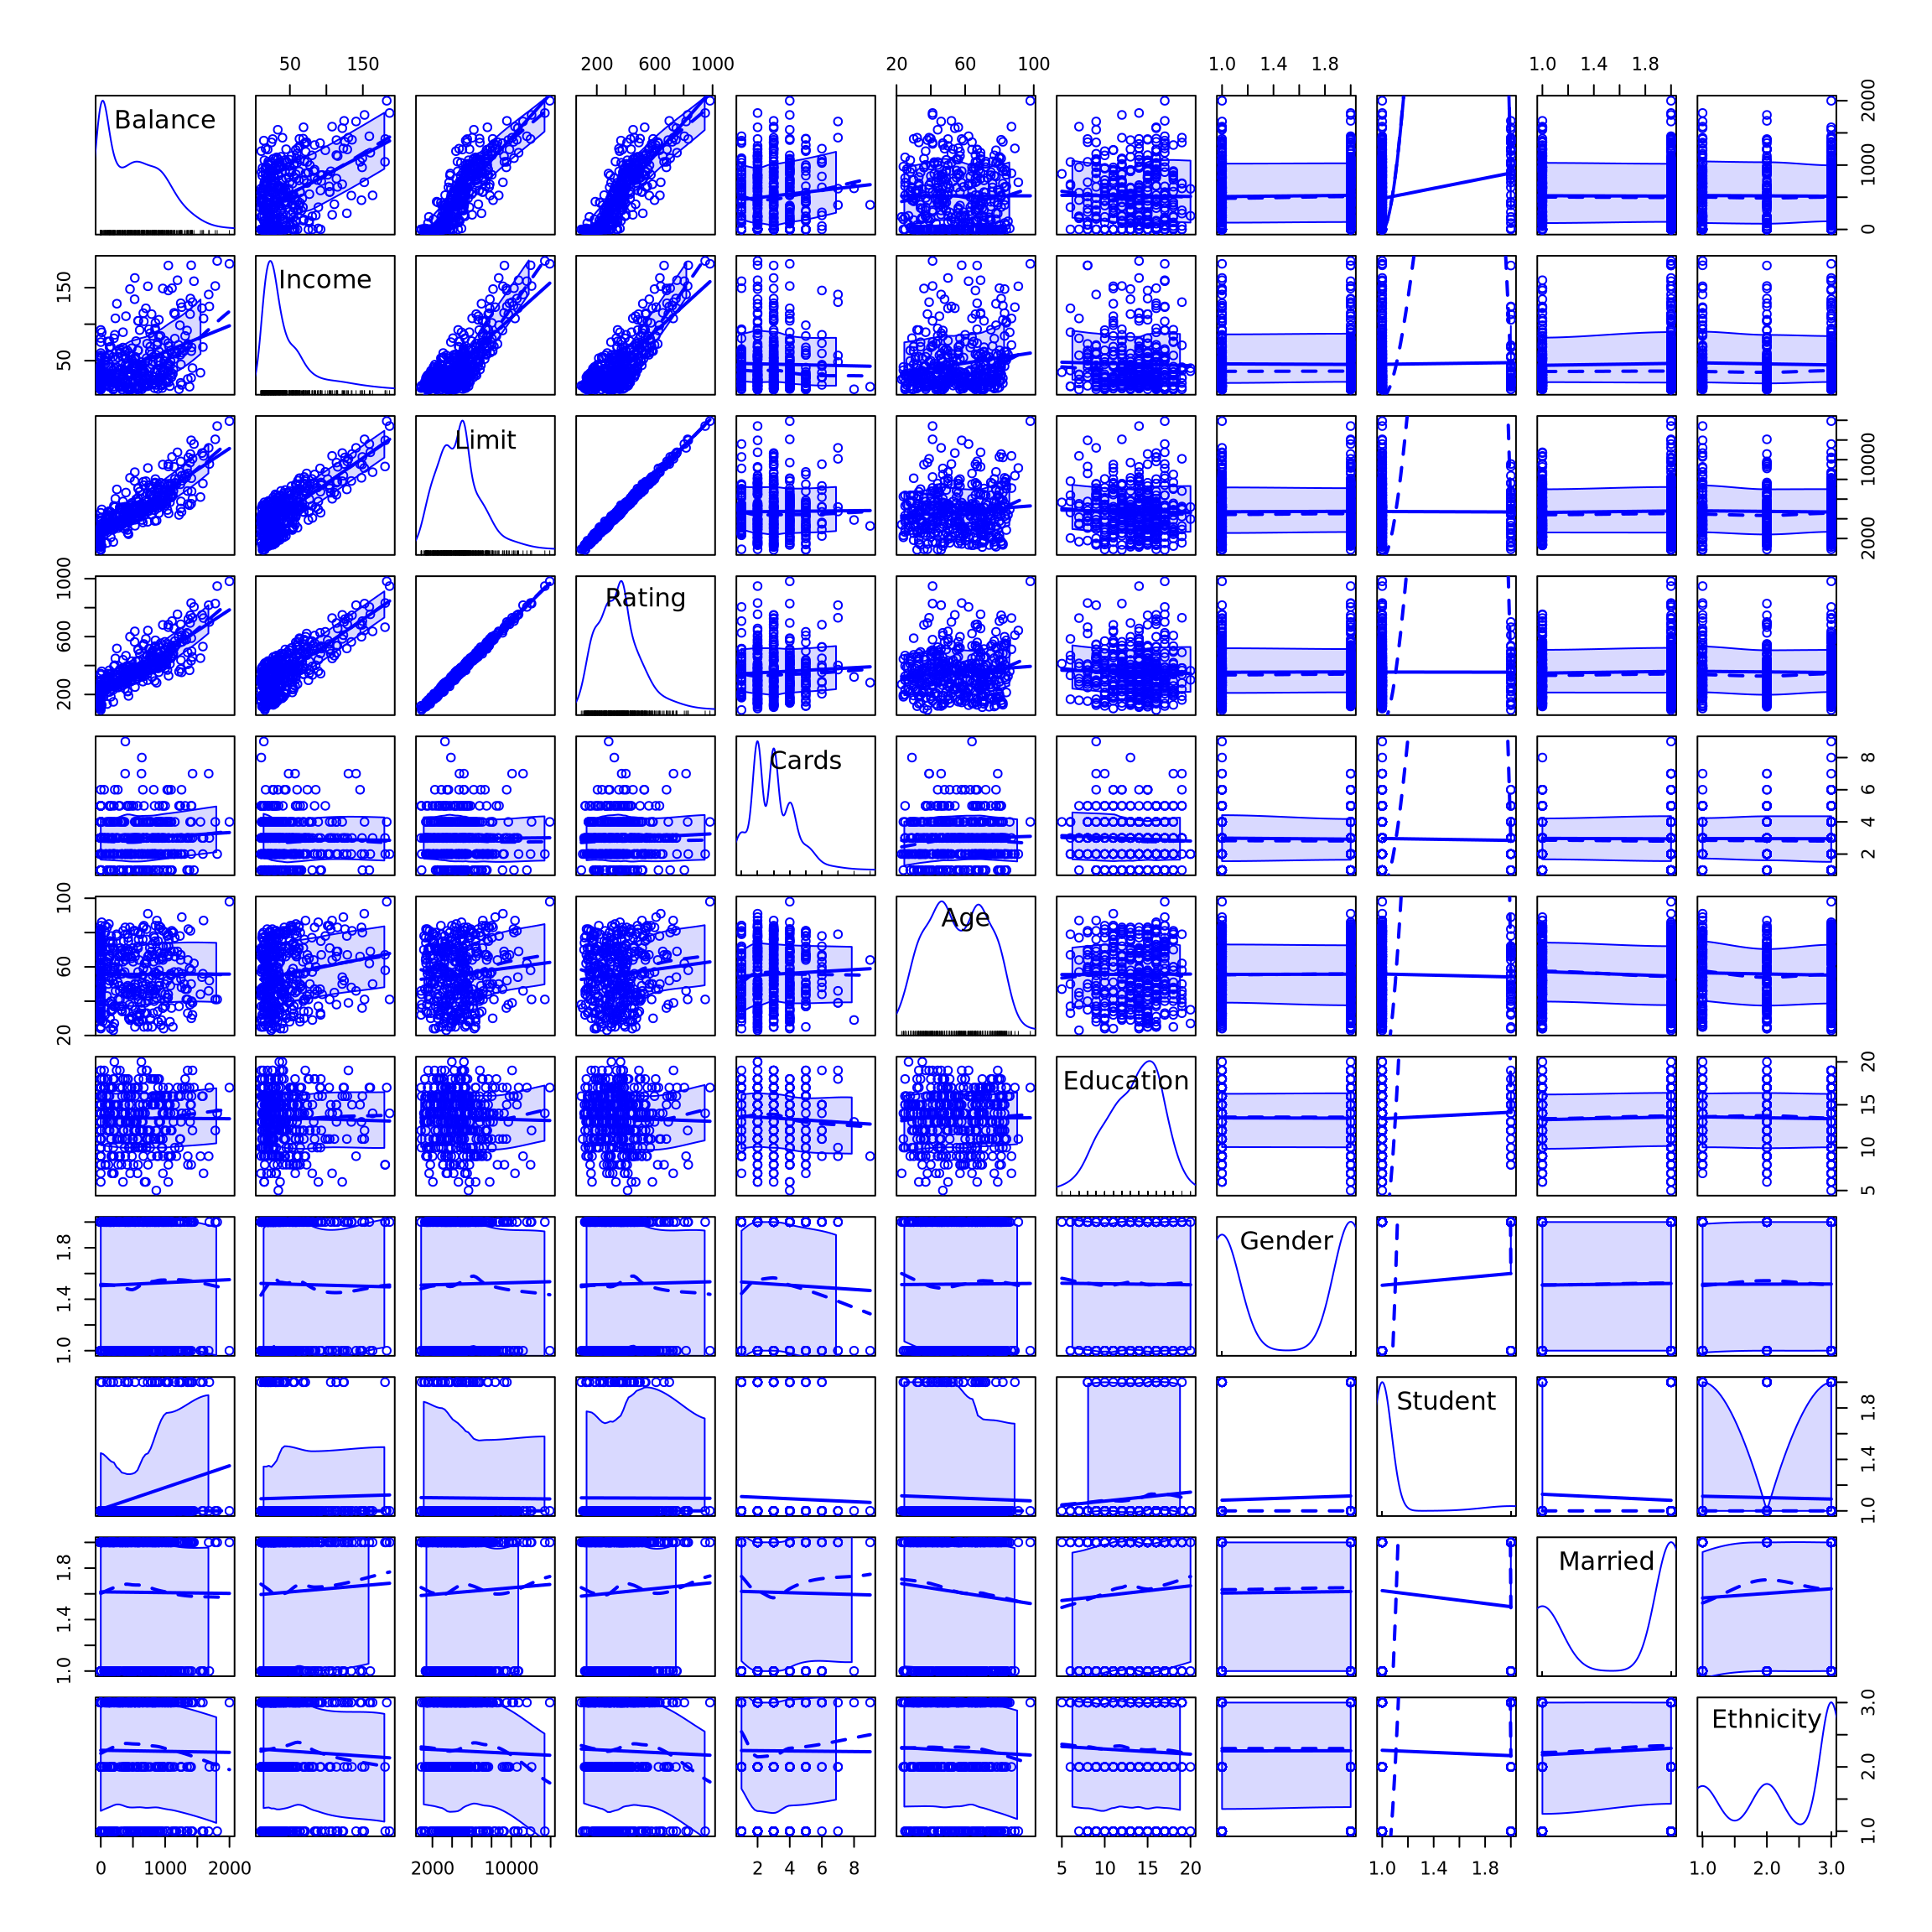 50 150 200 600 1000 20 60 100 1.0 1.4 1.8 1.0 1.4 1.8
Balance 0 1000 2000
50 150 Income
Limit 2000 10000
200 600 1000 Rating
Cards 2 4 6 8
20 60 100 Age
Education 5 10 15 20
1.0 1.4 1.8 Gender
Student 1.0 1.4 1.8
1.0 1.4 1.8 Married
Ethnicity 1.0 2.0 3.0
0 1000 2000 2000 10000 2 4 6 8 5 10 15 20 1.0 1.4 1.8 1.0 2.0 3.0